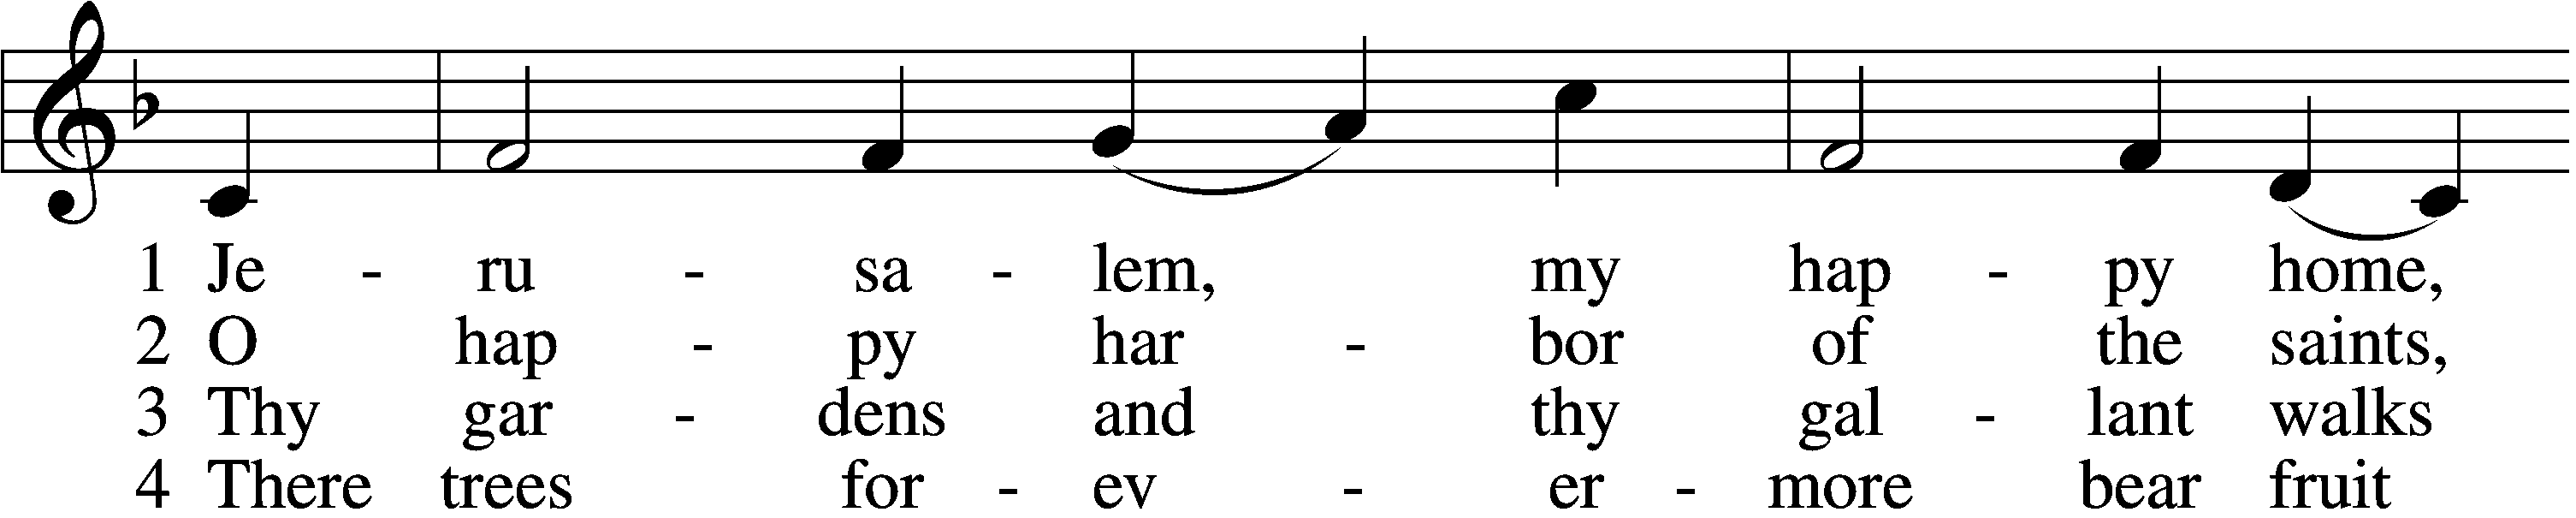 1 Je - ru - sa - lem, my hap - py home,
2 O hap - py har - bor of the saints,
3 Thy gar - dens and thy gal - lant walks
4 There trees for - ev - er - more bear fruit